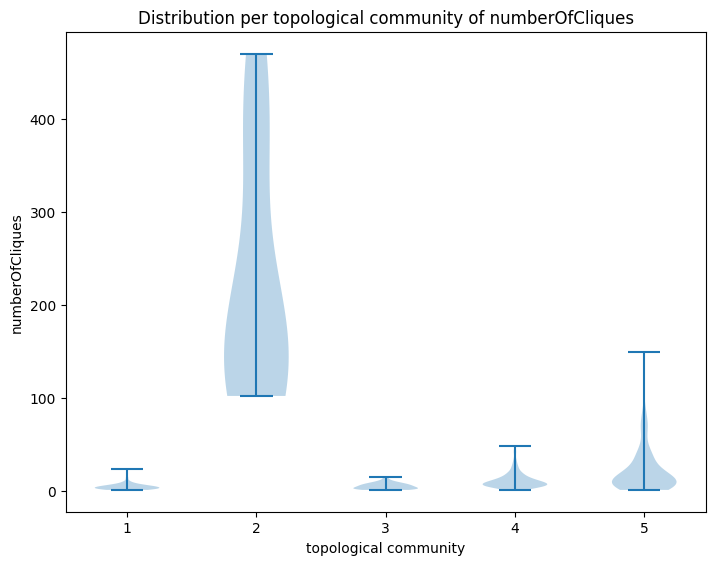 Distribution per topological community of numberOfCliques
numberOfCliques
400
300
200
100
0
1 2 3 4 5
topological community